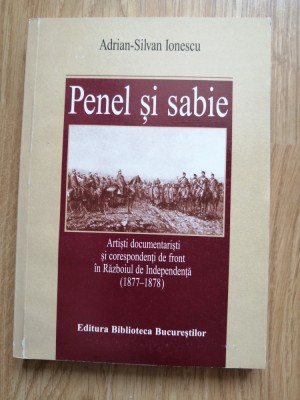 Adrian-Silvan Ionescu
Penel și sabie
Artiști documentariști
și corespondenți de front
în Războiul de Independență
(1877–1878)
Editura Biblioteca Bucureștilor